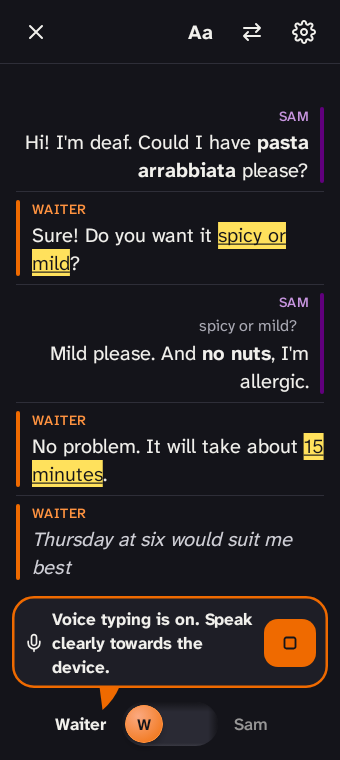 Aa
SAM
Hi! I'm deaf. Could I have pasta
arrabbiata please?
WAITER
Sure! Do you want it spicy or
mild?
SAM
spicy or mild?
Mild please. And no nuts, I'm
allergic.
WAITER
No problem. It will take about 15
minutes.
WAITER
Thursday at six would suit me
best
Voice typing is on. Speak
clearly towards the
device.
Waiter W Sam